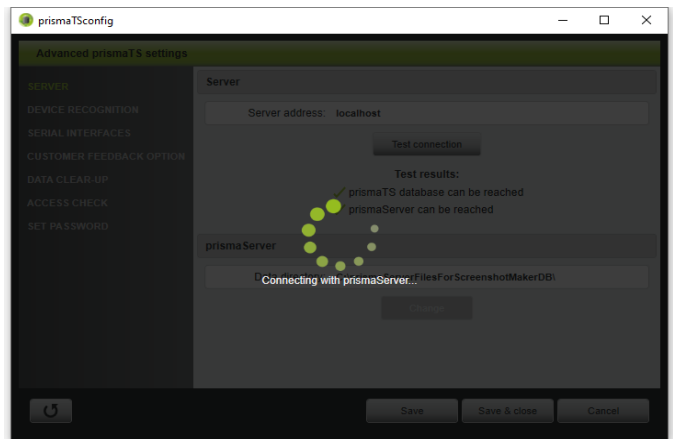 prismaTSconfig
Advanced prismaTS settings
SERVER
DEVICE RECOGNITION
SERIAL INTERFACES
CUSTOMER FEEDBACK OPTION
DATA CLEAR-UP
ACCESS CHECK
SET PASSWORD
Server
Server address: localhost
Test connection
Test results:
prismaTS database can be reached
prismaServer can be reached
prismaServer
Data directory:
Connecting with prismaServer...
Change
Save
Save & close
Cancel